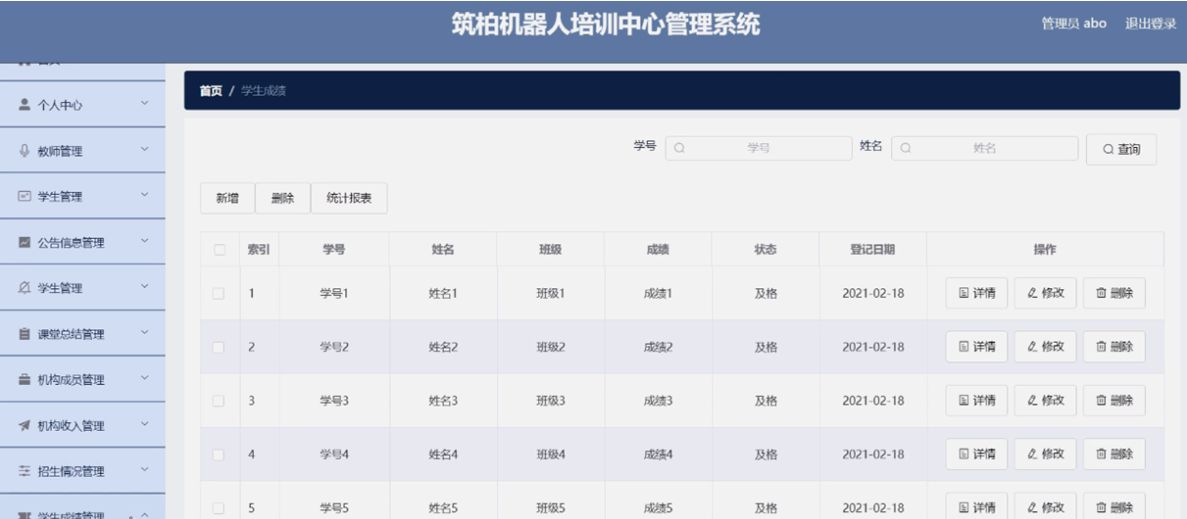 筑柏机器人培训中心管理系统
管理员 abo 退出登录
首页
个人中心
教师管理
学生管理
公告信息管理
学生管理
课堂总结管理
机构成员管理
机构收入管理
招生情况管理
学生成绩管理
首页 / 学生成绩
学号 学号 姓名 姓名 查询
新增 删除 统计报表
索引 学号 姓名 班级 成绩 状态 登记日期 操作
1 学号1 姓名1 班级1 成绩1 及格 2021-02-18 详情 修改 删除
2 学号2 姓名2 班级2 成绩2 及格 2021-02-18 详情 修改 删除
3 学号3 姓名3 班级3 成绩3 及格 2021-02-18 详情 修改 删除
4 学号4 姓名4 班级4 成绩4 及格 2021-02-18 详情 修改 删除
5 学号5 姓名5 班级5 成绩5 及格 2021-02-18 详情 修改 删除